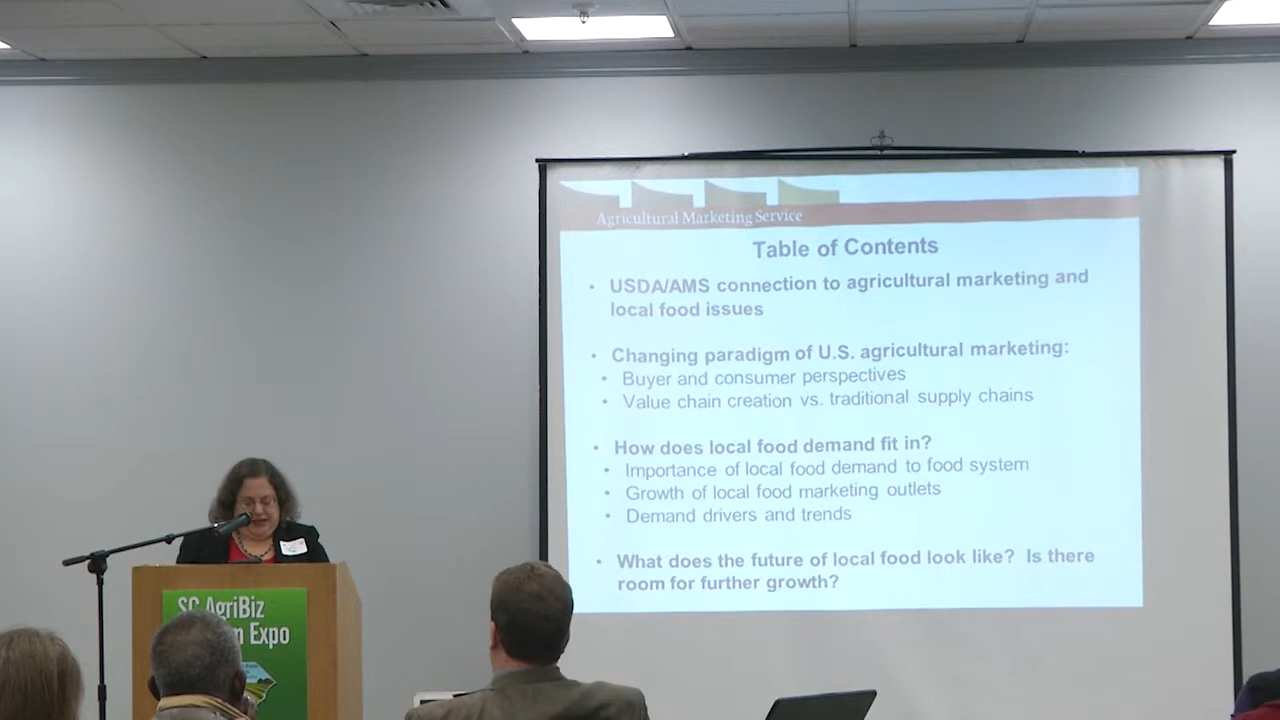 Agricultural Marketing Service
Table of Contents
• USDA/AMS connection to agricultural marketing and
local food issues
• Changing paradigm of U.S. agricultural marketing:
• Buyer and consumer perspectives
• Value chain creation vs. traditional supply chains
• How does local food demand fit in?
• Importance of local food demand to food system
• Growth of local food marketing outlets
• Demand drivers and trends
• What does the future of local food look like? Is there
room for further growth?
SC AgriBiz
Expo